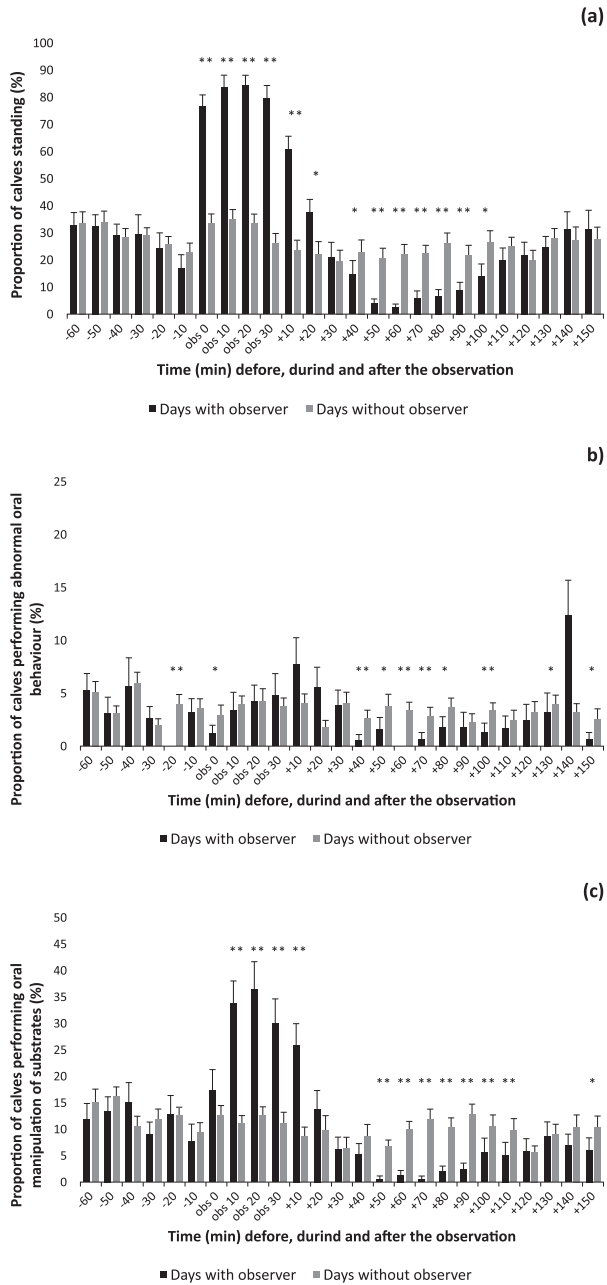 (a)
Proportion of calves standing (%)
100
90
80
70
60
50
40
30
20
10
0
** ** ** ** ** * * ** ** ** ** ** *
-60 -50 -40 -30 -20 -10 obs 0 obs 10 obs 20 obs 30 +10 +20 +30 +40 +50 +60 +70 +80 +90 +100 +110 +120 +130 +140 +150
Time (min) defore, durind and after the observation
Days with observer Days without observer
b)
Proportion of calves performing abnormal oral
behaviour (%)
25
20
15
10
5
0
** * ** * ** ** * ** * *
-60 -50 -40 -30 -20 -10 obs 0 obs 10 obs 20 obs 30 +10 +20 +30 +40 +50 +60 +70 +80 +90 +100 +110 +120 +130 +140 +150
Time (min) defore, durind and after the observation
Days with observer Days without observer
(c)
Proportion of calves performing oral
manipulation of substrates (%)
50
45
40
35
30
25
20
15
10
5
0
** ** ** ** ** ** ** ** ** ** ** *
-60 -50 -40 -30 -20 -10 obs 0 obs 10 obs 20 obs 30 +10 +20 +30 +40 +50 +60 +70 +80 +90 +100 +110 +120 +130 +140 +150
Time (min) defore, durind and after the observation
Days with observer Days without observer